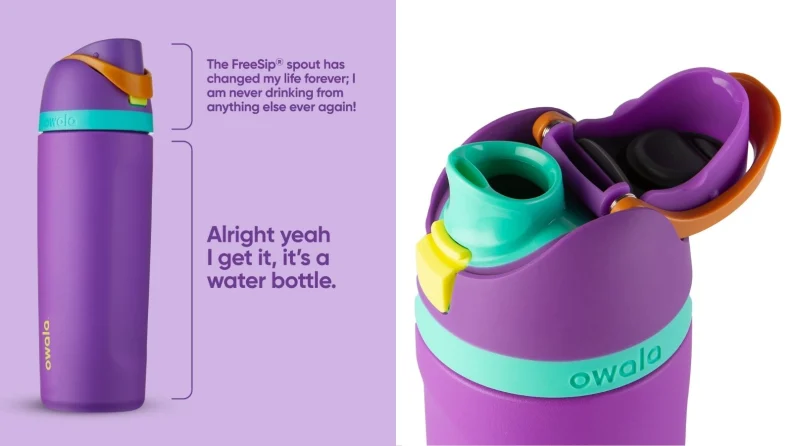 The FreeSip® spout has
changed my life forever; I
am never drinking from
anything else ever again!
owala
Alright yeah
I get it, it's a
water bottle.
owala
owala